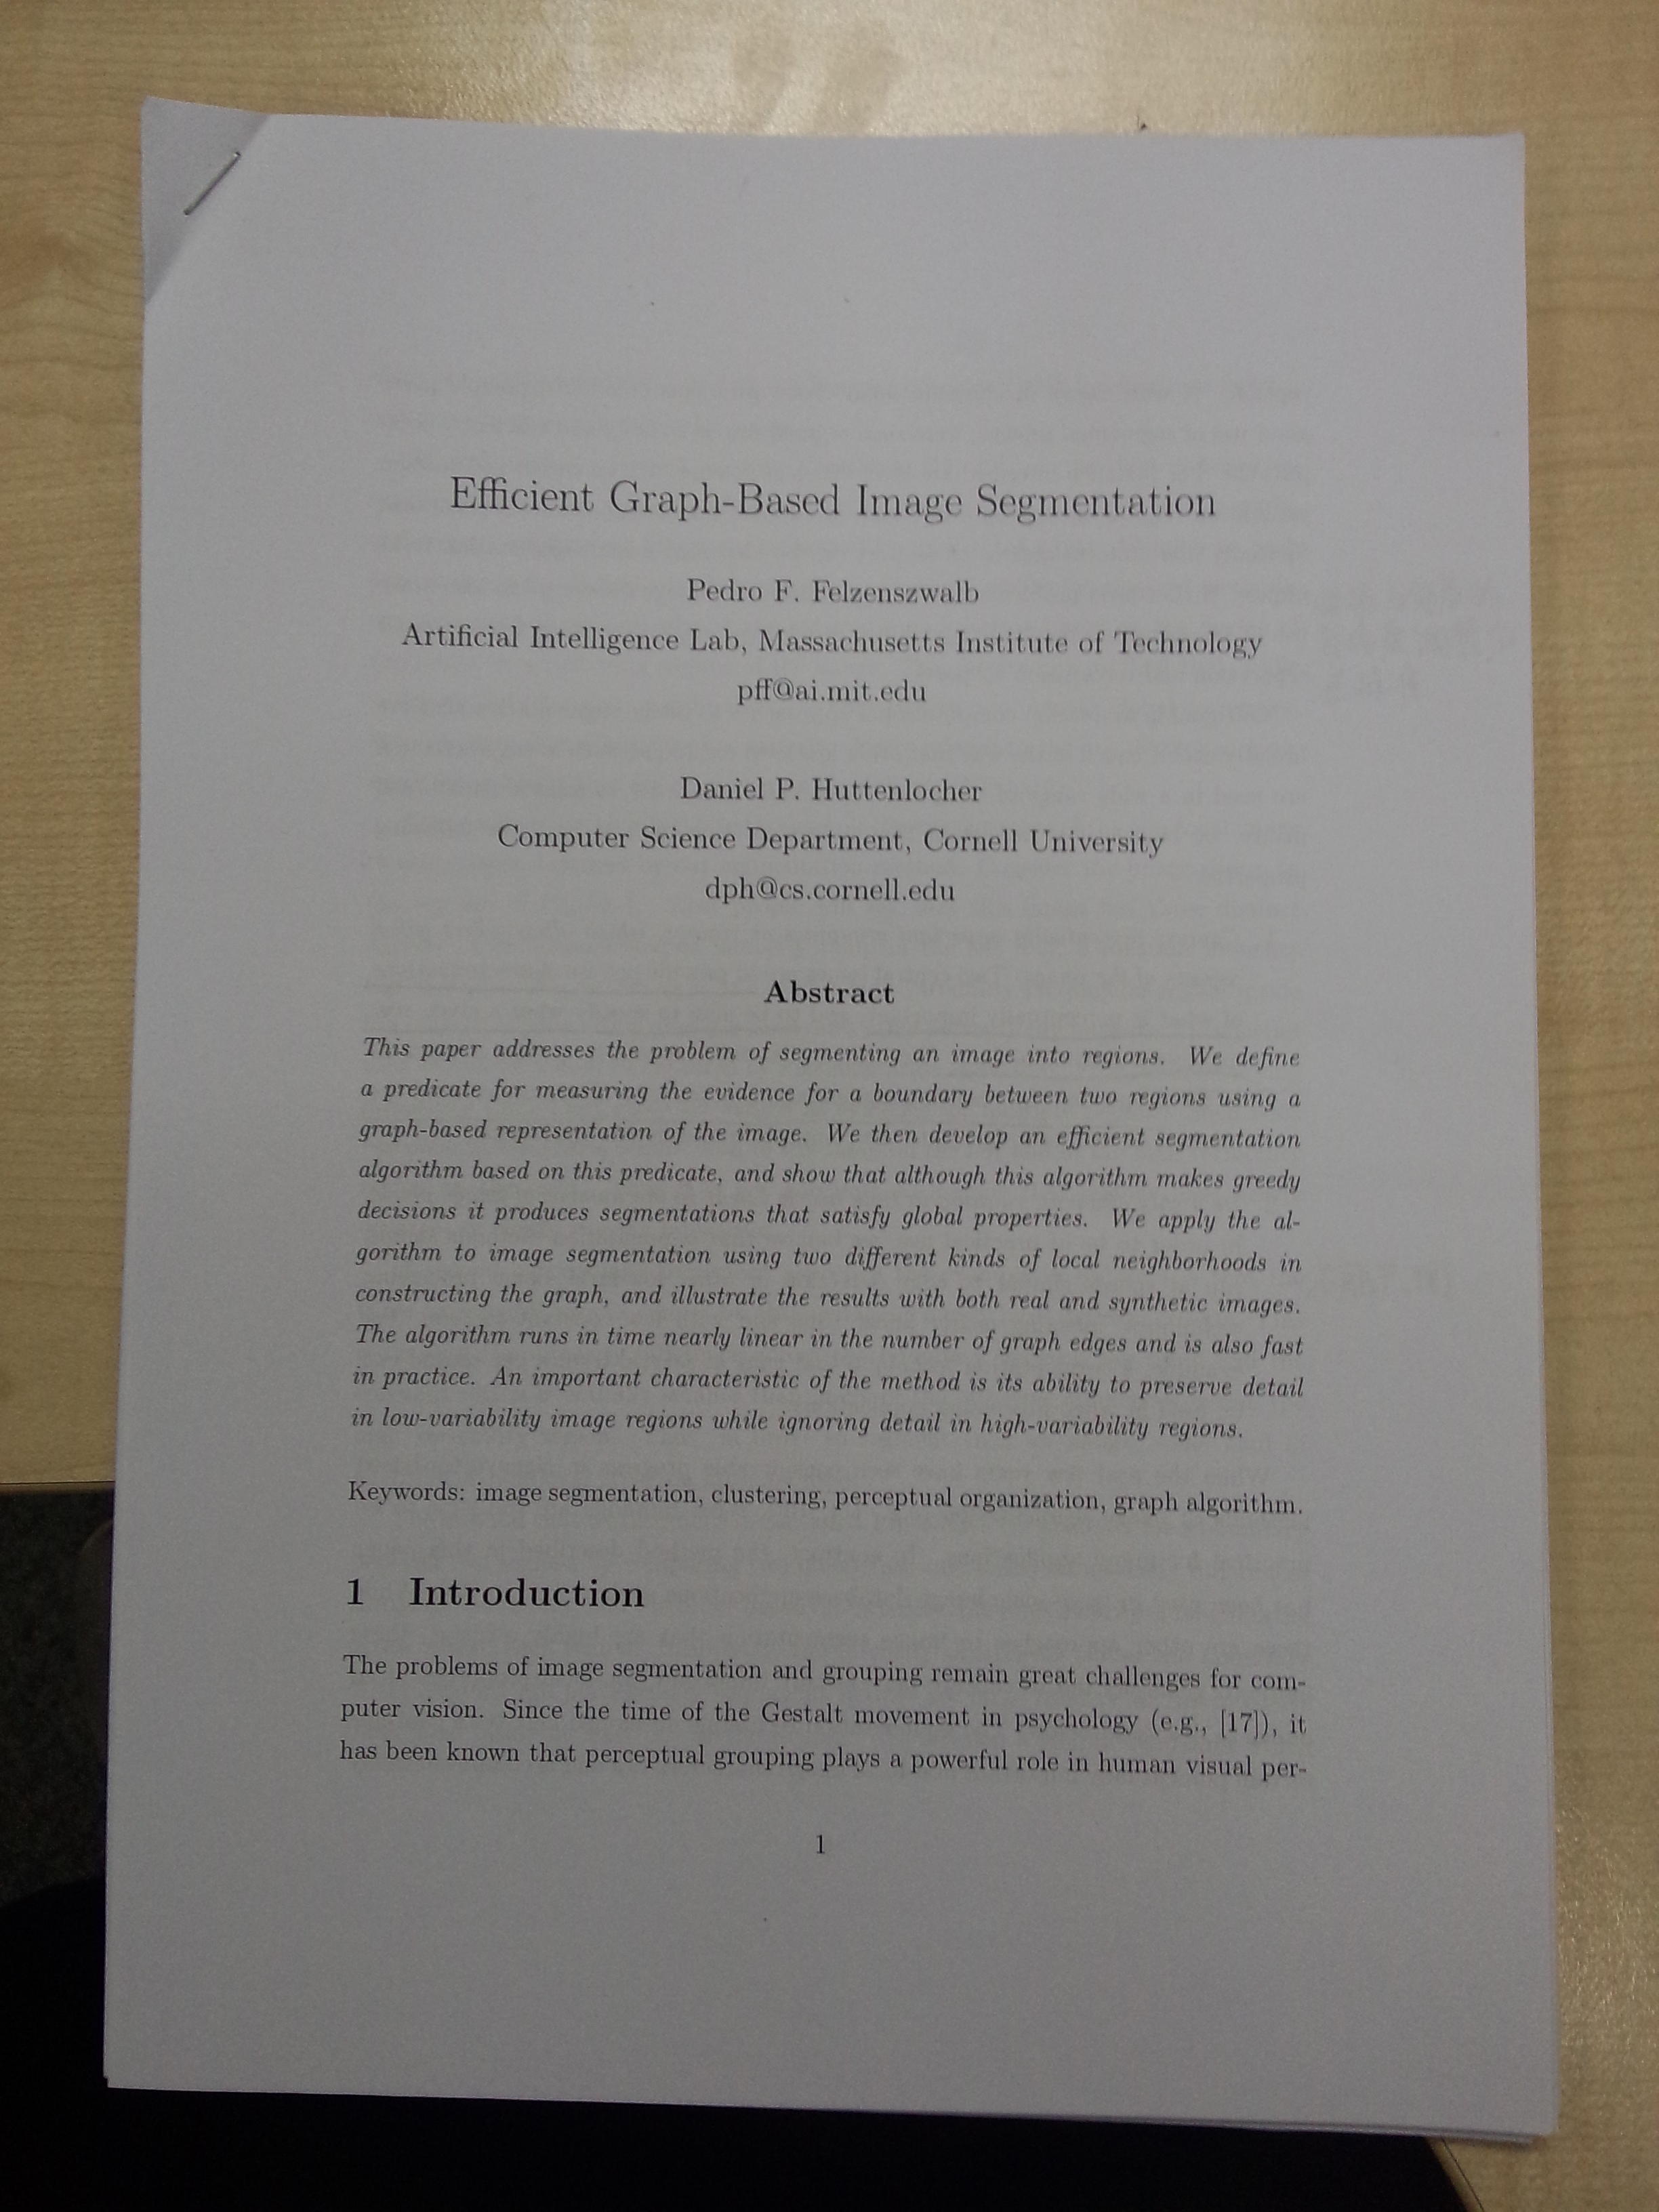 Efficient Graph-Based Image Segmentation
Pedro F. Felzenszwalb
Artificial Intelligence Lab, Massachusetts Institute of Technology
pff@ai.mit.edu
Daniel P. Huttenlocher
Computer Science Department, Cornell University
dph@cs.cornell.edu
Abstract
This paper addresses the problem of segmenting an image into regions. We define
a predicate for measuring the evidence for a boundary between two regions using a
graph-based representation of the image. We then develop an efficient segmentation
algorithm based on this predicate, and show that although this algorithm makes greedy
decisions it produces segmentations that satisfy global properties. We apply the al-
gorithm to image segmentation using two different kinds of local neighborhoods in
constructing the graph, and illustrate the results with both real and synthetic images.
The algorithm runs in time nearly linear in the number of graph edges and is also fast
in practice. An important characteristic of the method is its ability to preserve detail
in low-variability image regions while ignoring detail in high-variability regions.
Keywords: image segmentation, clustering, perceptual organization, graph algorithm.
1 Introduction
The problems of image segmentation and grouping remain great challenges for com-
puter vision. Since the time of the Gestalt movement in psychology (e.g., [17]), it
has been known that perceptual grouping plays a powerful role in human visual per-
1